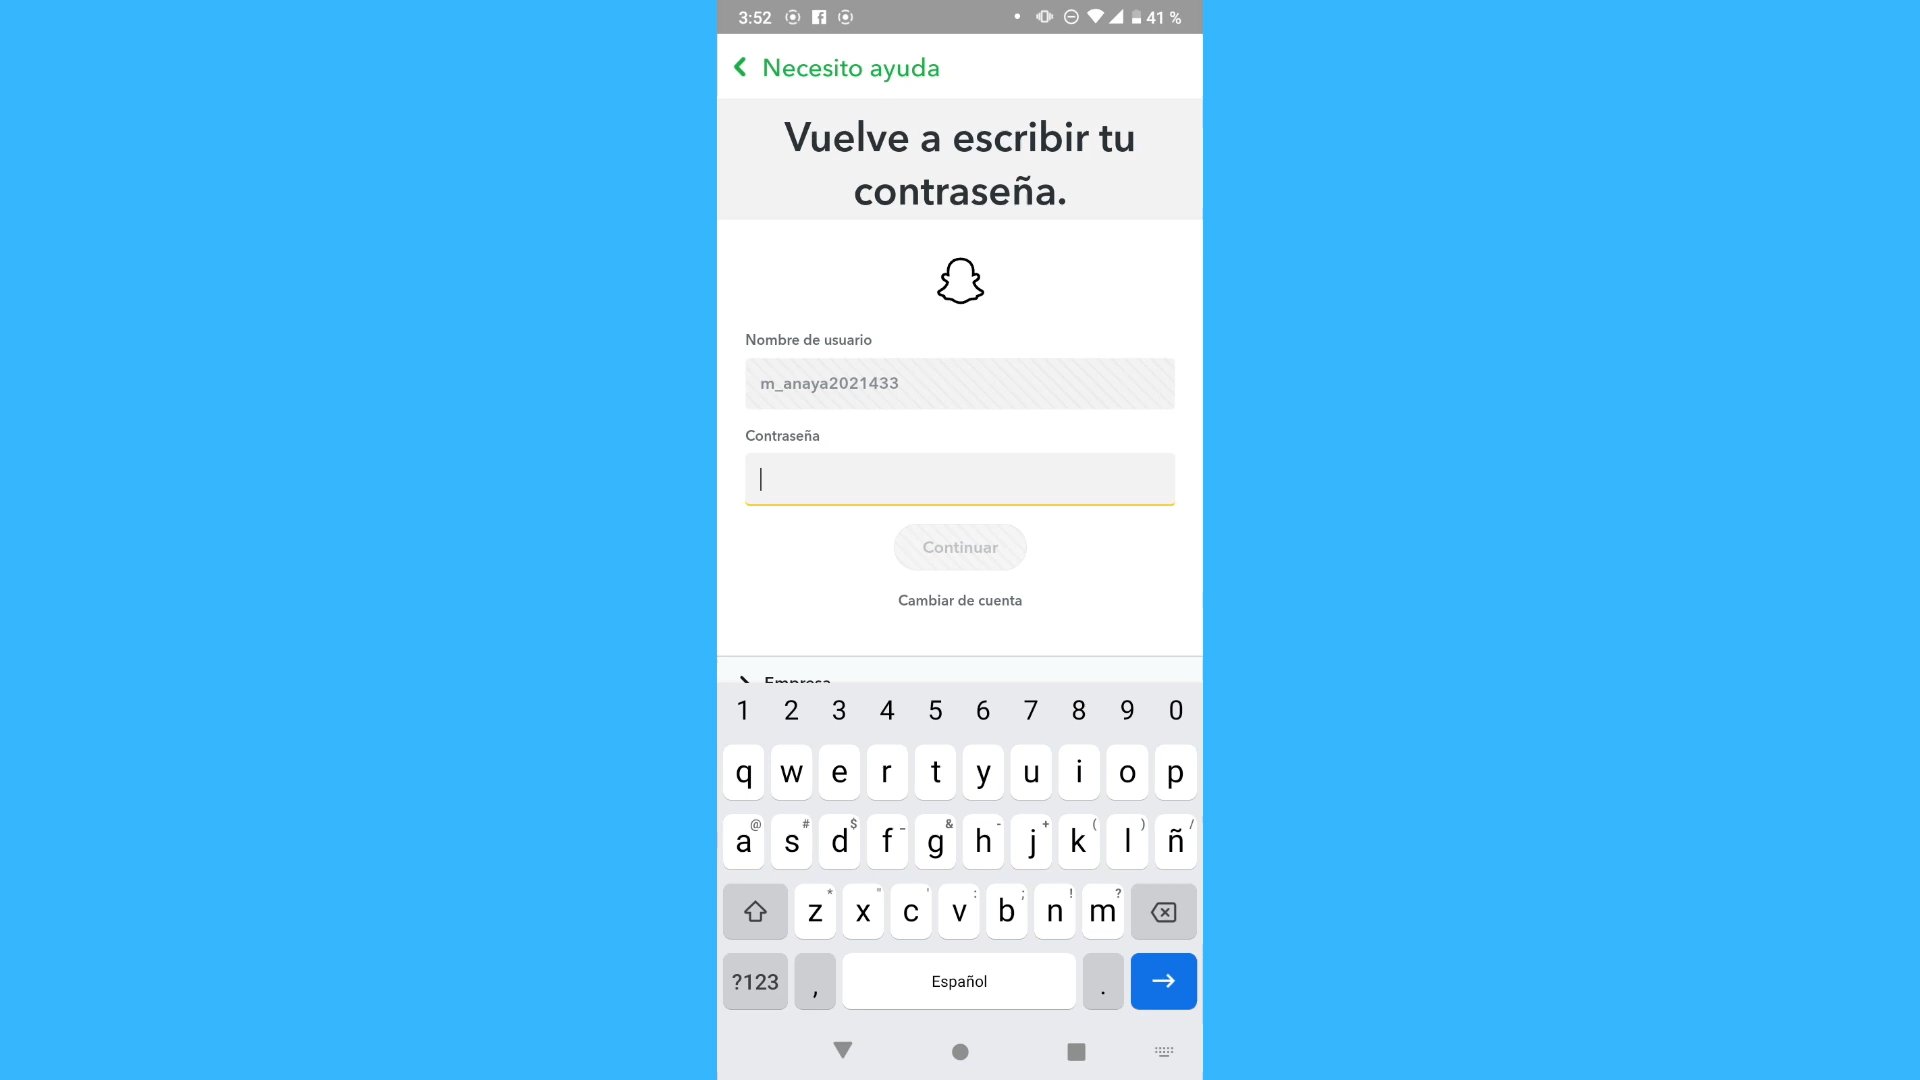 3:52 41 %
Necesito ayuda
Vuelve a escribir tu
contraseña.
Nombre de usuario
m_anaya2021433
Contraseña
Continuar
Cambiar de cuenta
Empresa
1 2 3 4 5 6 7 8 9 0
q w e r t y u i o p
@ # $ _ & - + ( ) /
a s d f g h j k l ñ
* " ' : ; ! ?
z x c v b n m
?123 , Español .